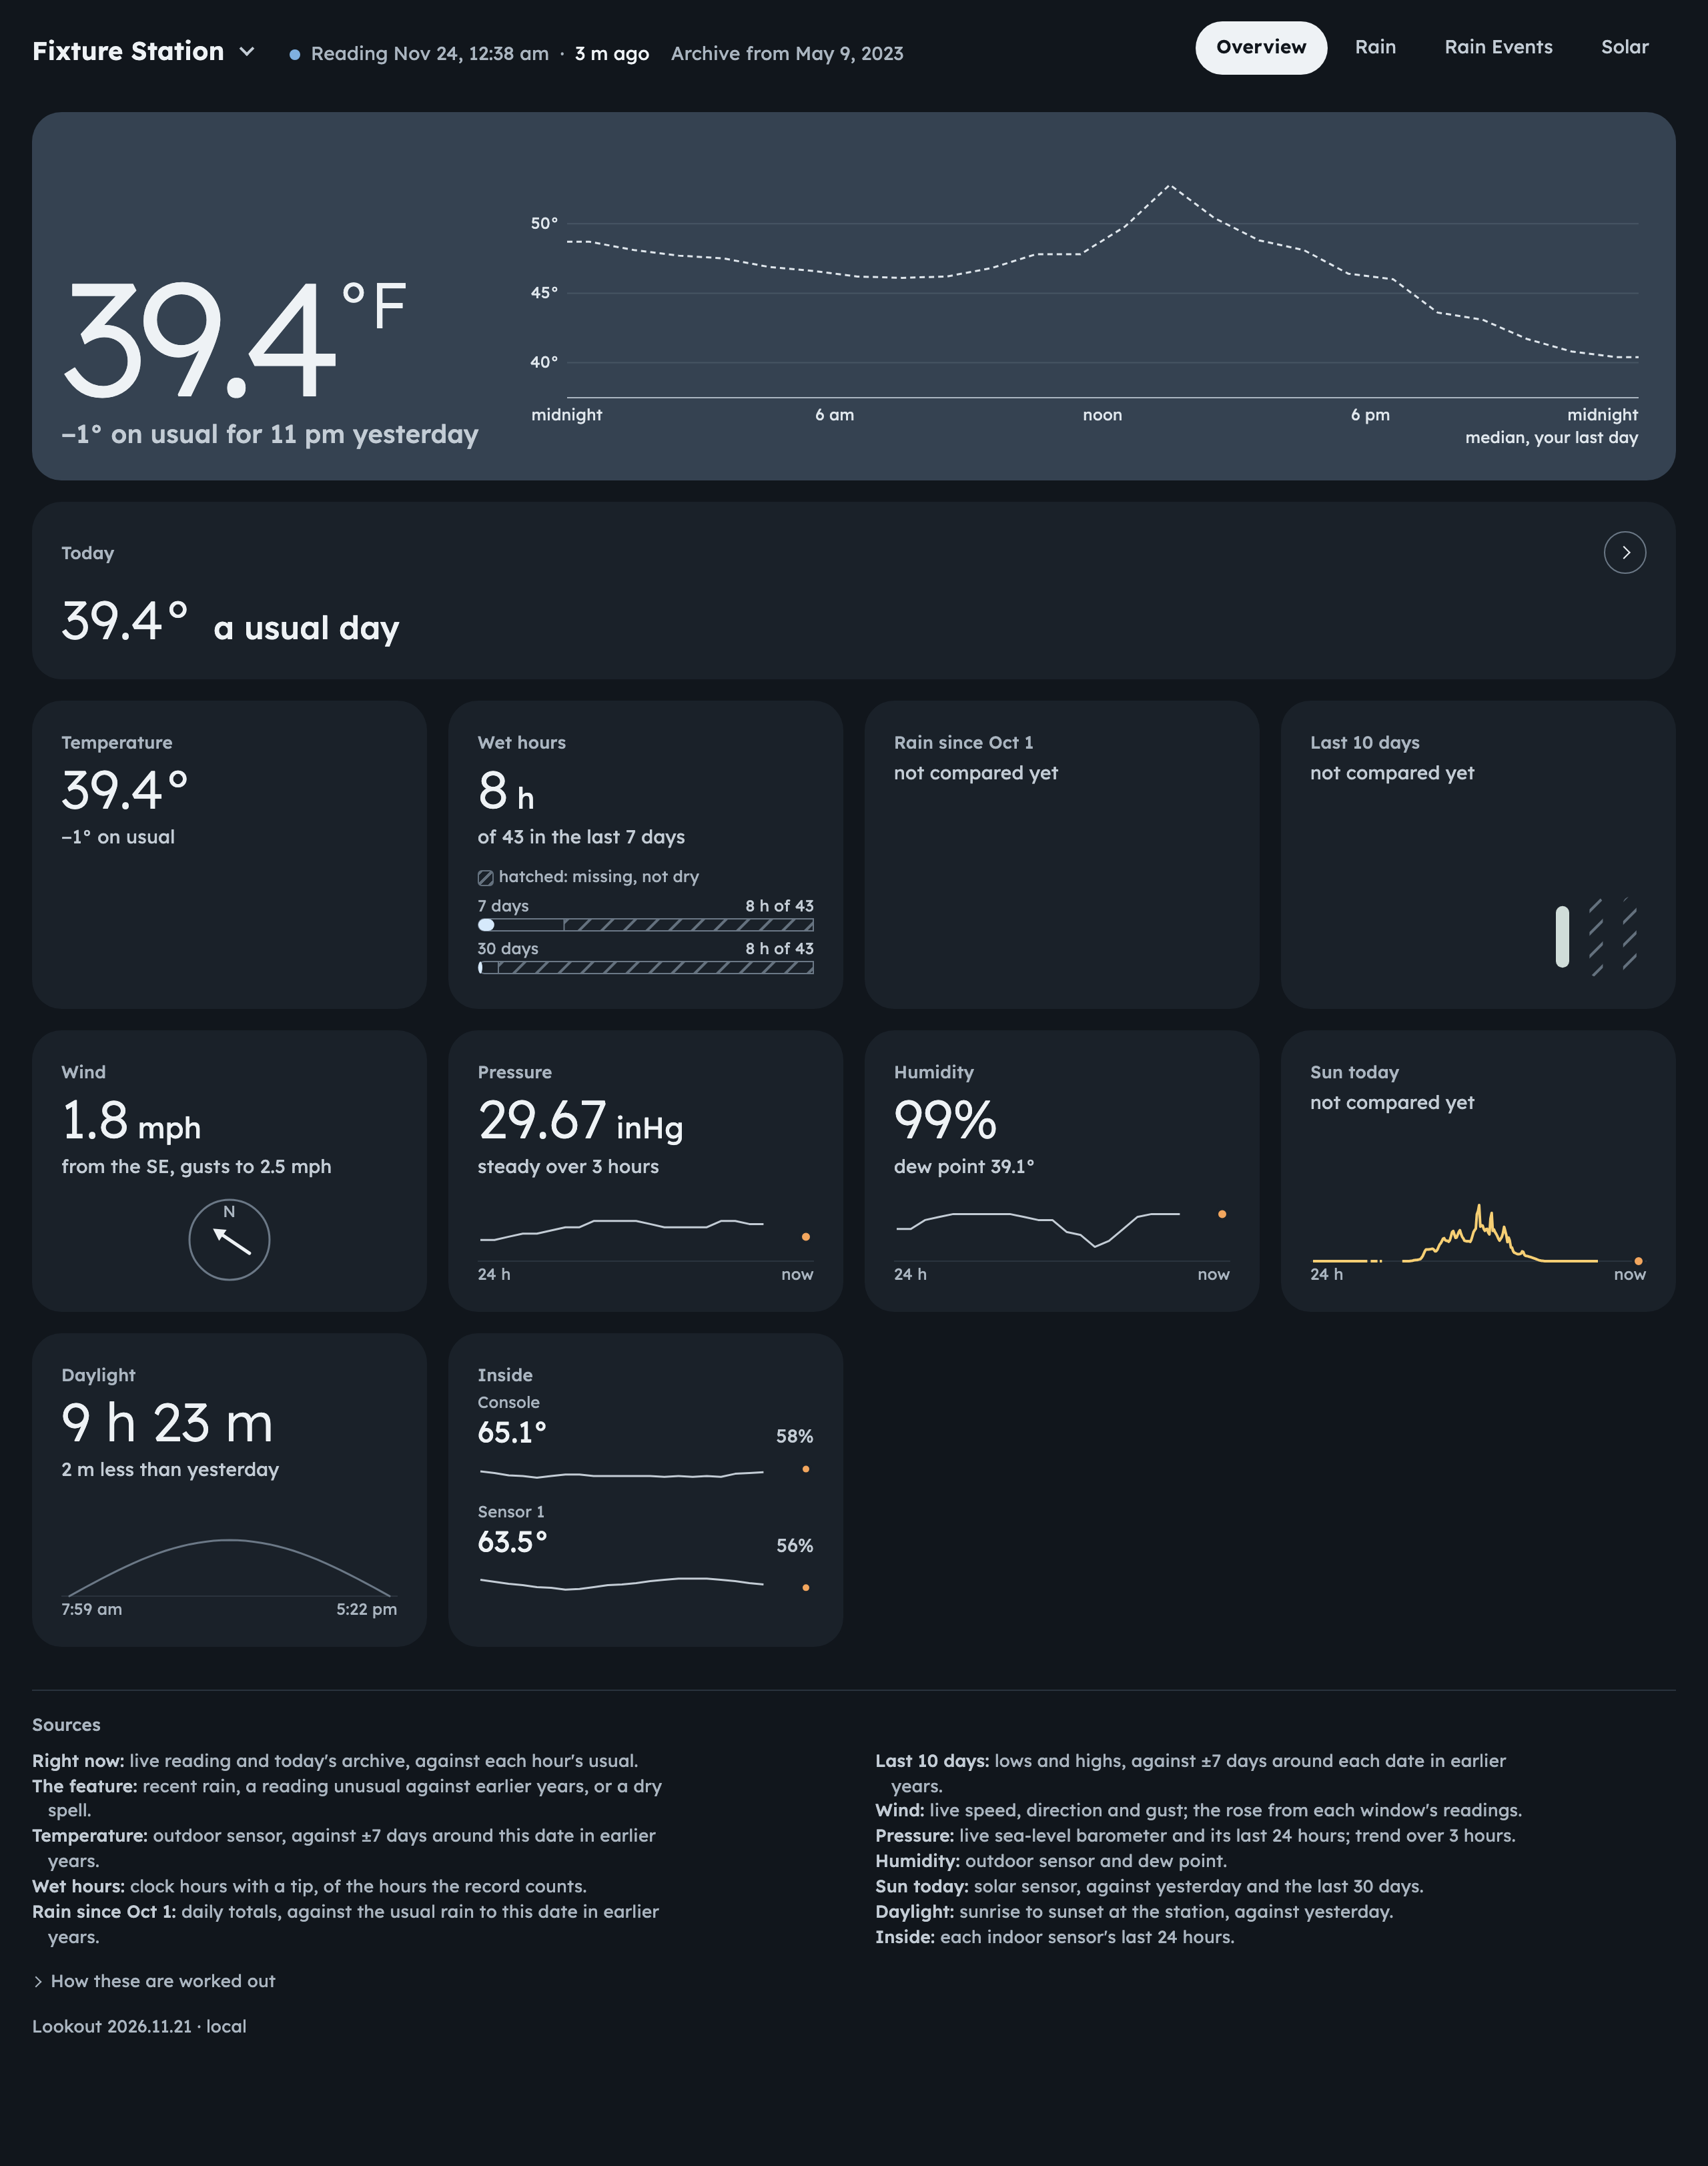 Fixture Station
Reading Nov 24, 12:38 am · 3 m ago
Archive from May 9, 2023
Overview
Rain
Rain Events
Solar
39.4°F
−1° on usual for 11 pm yesterday
50°
45°
40°
midnight
6 am
noon
6 pm
midnight
median, your last day
Today
39.4° a usual day
Temperature
39.4°
−1° on usual
Wet hours
8 h
of 43 in the last 7 days
hatched: missing, not dry
7 days
8 h of 43
30 days
8 h of 43
Rain since Oct 1
not compared yet
Last 10 days
not compared yet
Wind
1.8 mph
from the SE, gusts to 2.5 mph
N
Pressure
29.67 inHg
steady over 3 hours
24 h
now
Humidity
99%
dew point 39.1°
24 h
now
Sun today
not compared yet
24 h
now
Daylight
9 h 23 m
2 m less than yesterday
7:59 am
5:22 pm
Inside
Console
65.1°
58%
Sensor 1
63.5°
56%
Sources
Right now: live reading and today's archive, against each hour's usual.
The feature: recent rain, a reading unusual against earlier years, or a dry
spell.
Temperature: outdoor sensor, against ±7 days around this date in earlier
years.
Wet hours: clock hours with a tip, of the hours the record counts.
Rain since Oct 1: daily totals, against the usual rain to this date in earlier
years.
Last 10 days: lows and highs, against ±7 days around each date in earlier
years.
Wind: live speed, direction and gust; the rose from each window's readings.
Pressure: live sea-level barometer and its last 24 hours; trend over 3 hours.
Humidity: outdoor sensor and dew point.
Sun today: solar sensor, against yesterday and the last 30 days.
Daylight: sunrise to sunset at the station, against yesterday.
Inside: each indoor sensor's last 24 hours.
How these are worked out
Lookout 2026.11.21 · local